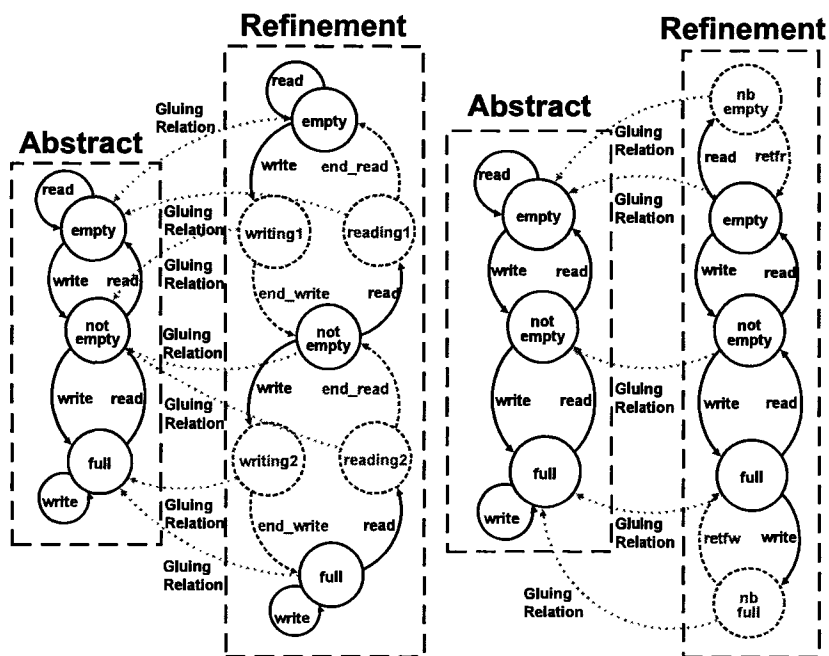 Refinement
read
empty
Gluing
Relation
write
end_read
Abstract
read
empty
Gluing
Relation
writing1
reading1
Gluing
Relation
write
read
end_write
read
not
empty
not
empty
Gluing
Relation
write
end_read
write
read
Gluing
Relation
writing2
reading2
full
write
Gluing
Relation
end_write
read
Gluing
Relation
full
write
Refinement
nb
empty
Gluing
Relation
Abstract
read
retfr
read
empty
Gluing
Relation
empty
write
read
write
read
not
empty
not
empty
Gluing
Relation
write
read
write
read
full
full
write
Gluing
Relation
retfw
write
Gluing
Relation
nb
full